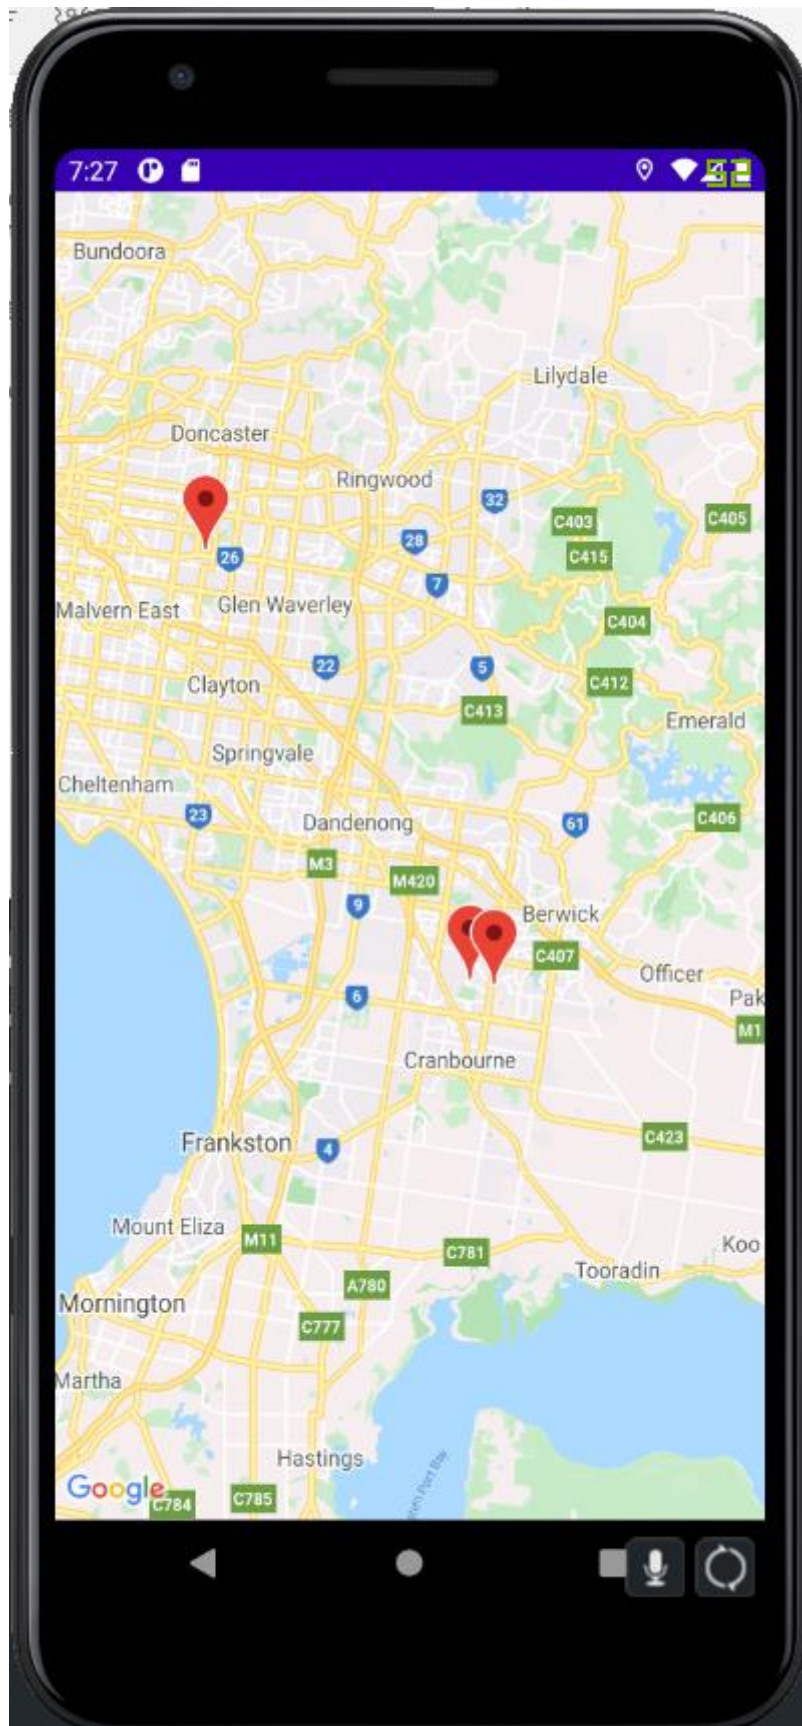 7:27
52
Bundoora
Lilydale
Doncaster
Ringwood
32
C403
C405
28
26
C415
7
Malvern East
Glen Waverley
C404
22
5
Clayton
C412
C413
Emerald
Springvale
Cheltenham
23
Dandenong
61
C406
M3
M420
9
Berwick
C407
Officer
6
Pak
M1
Cranbourne
C423
Frankston
4
Mount Eliza
M11
C781
Koo
Tooradin
A780
Mornington
C777
Martha
Hastings
Google
C784
C785